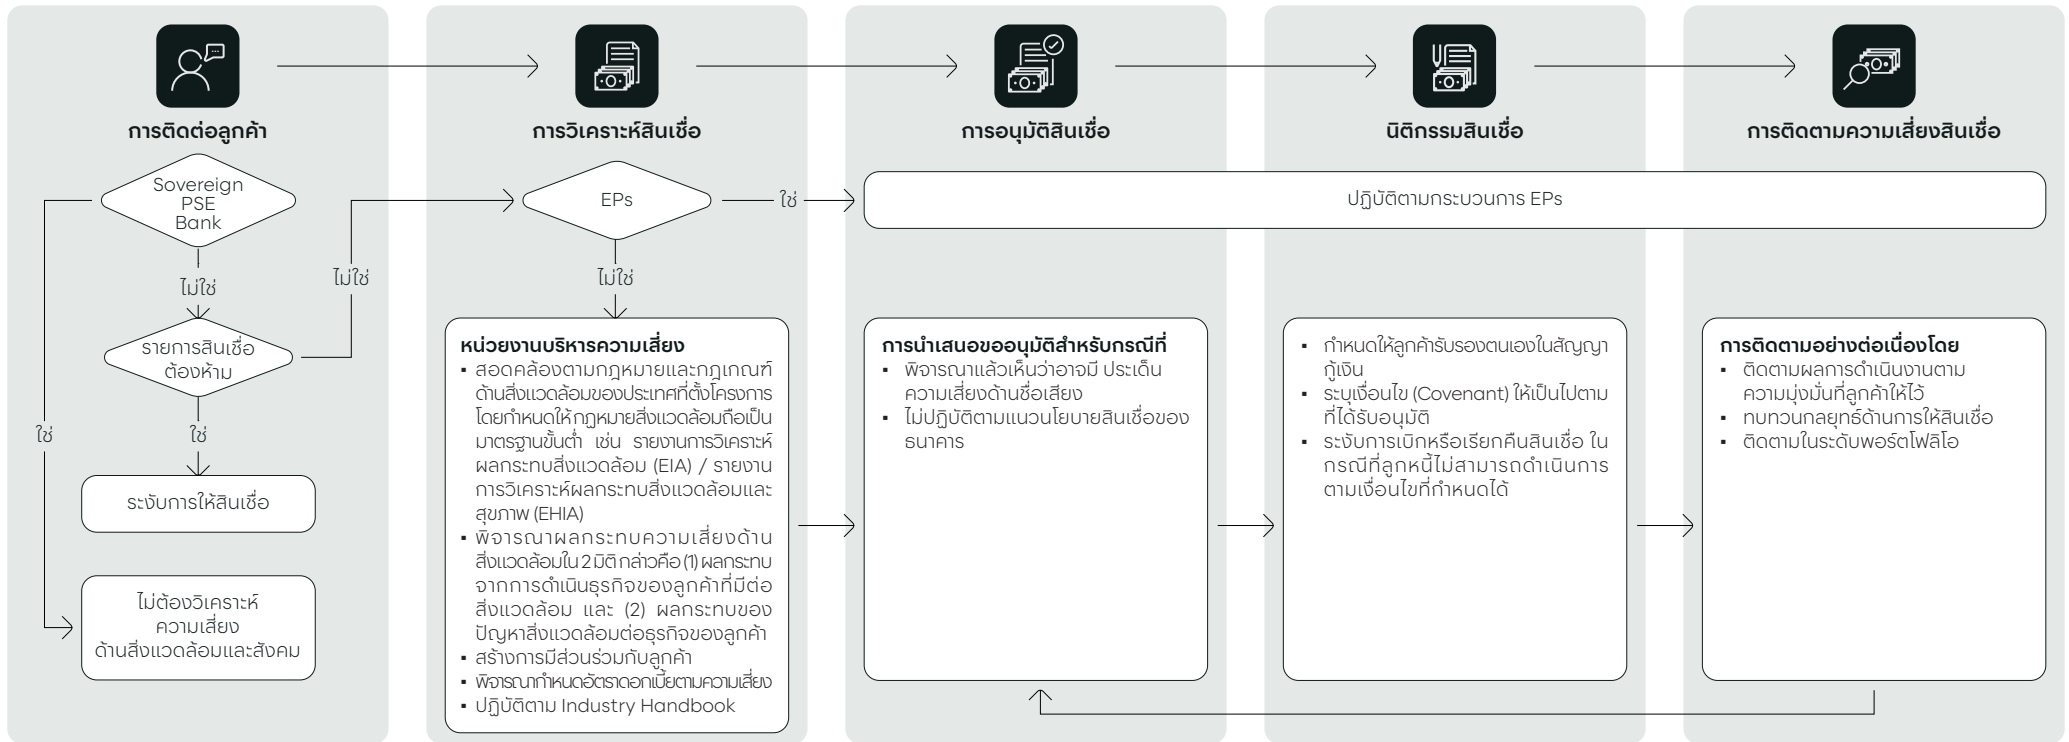 การติดต่อลูกค้า
Sovereign
PSE
Bank
ไม่ใช่
รายการสินเชื่อ
ต้องห้าม
ไม่ใช่
ใช่
ใช่
ระงับการให้สินเชื่อ
ไม่ต้องวิเคราะห์
ความเสี่ยง
ด้านสิ่งแวดล้อมและสังคม
การวิเคราะห์สินเชื่อ
EPs
ใช่
ไม่ใช่
หน่วยงานบริหารความเสี่ยง
▪ สอดคล้องตามกฎหมายและกฎเกณฑ์
ด้านสิ่งแวดล้อมของประเทศที่ตั้งโครงการ
โดยกำหนดให้กฎหมายสิ่งแวดล้อมถือเป็น
มาตรฐานขั้นต่ำ เช่น รายงานการวิเคราะห์
ผลกระทบสิ่งแวดล้อม (EIA) / รายงาน
การวิเคราะห์ผลกระทบสิ่งแวดล้อมและ
สุขภาพ (EHIA)
▪ พิจารณาผลกระทบความเสี่ยงด้าน
สิ่งแวดล้อมใน 2 มิติ กล่าวคือ (1) ผลกระทบ
จากการดำเนินธุรกิจของลูกค้าที่มีต่อ
สิ่งแวดล้อม และ (2) ผลกระทบของ
ปัญหาสิ่งแวดล้อมต่อธุรกิจของลูกค้า
▪ สร้างการมีส่วนร่วมกับลูกค้า
▪ พิจารณากำหนดอัตราดอกเบี้ยตามความเสี่ยง
▪ ปฏิบัติตาม Industry Handbook
การอนุมัติสินเชื่อ
ปฏิบัติตามกระบวนการ EPs
การนำเสนอขออนุมัติสำหรับกรณีที่
▪ พิจารณาแล้วเห็นว่าอาจมี ประเด็น
ความเสี่ยงด้านชื่อเสียง
▪ ไม่ปฏิบัติตามแนวนโยบายสินเชื่อของ
ธนาคาร
นิติกรรมสินเชื่อ
▪ กำหนดให้ลูกค้ารับรองตนเองในสัญญา
กู้เงิน
▪ ระบุเงื่อนไข (Covenant) ให้เป็นไปตาม
ที่ได้รับอนุมัติ
▪ ระงับการเบิกหรือเรียกคืนสินเชื่อ ใน
กรณีที่ลูกหนี้ไม่สามารถดำเนินการ
ตามเงื่อนไขที่กำหนดได้
การติดตามความเสี่ยงสินเชื่อ
การติดตามอย่างต่อเนื่องโดย
▪ ติดตามผลการดำเนินงานตาม
ความมุ่งมั่นที่ลูกค้าให้ไว้
▪ ทบทวนกลยุทธ์ด้านการให้สินเชื่อ
▪ ติดตามในระดับพอร์ตโฟลิโอ